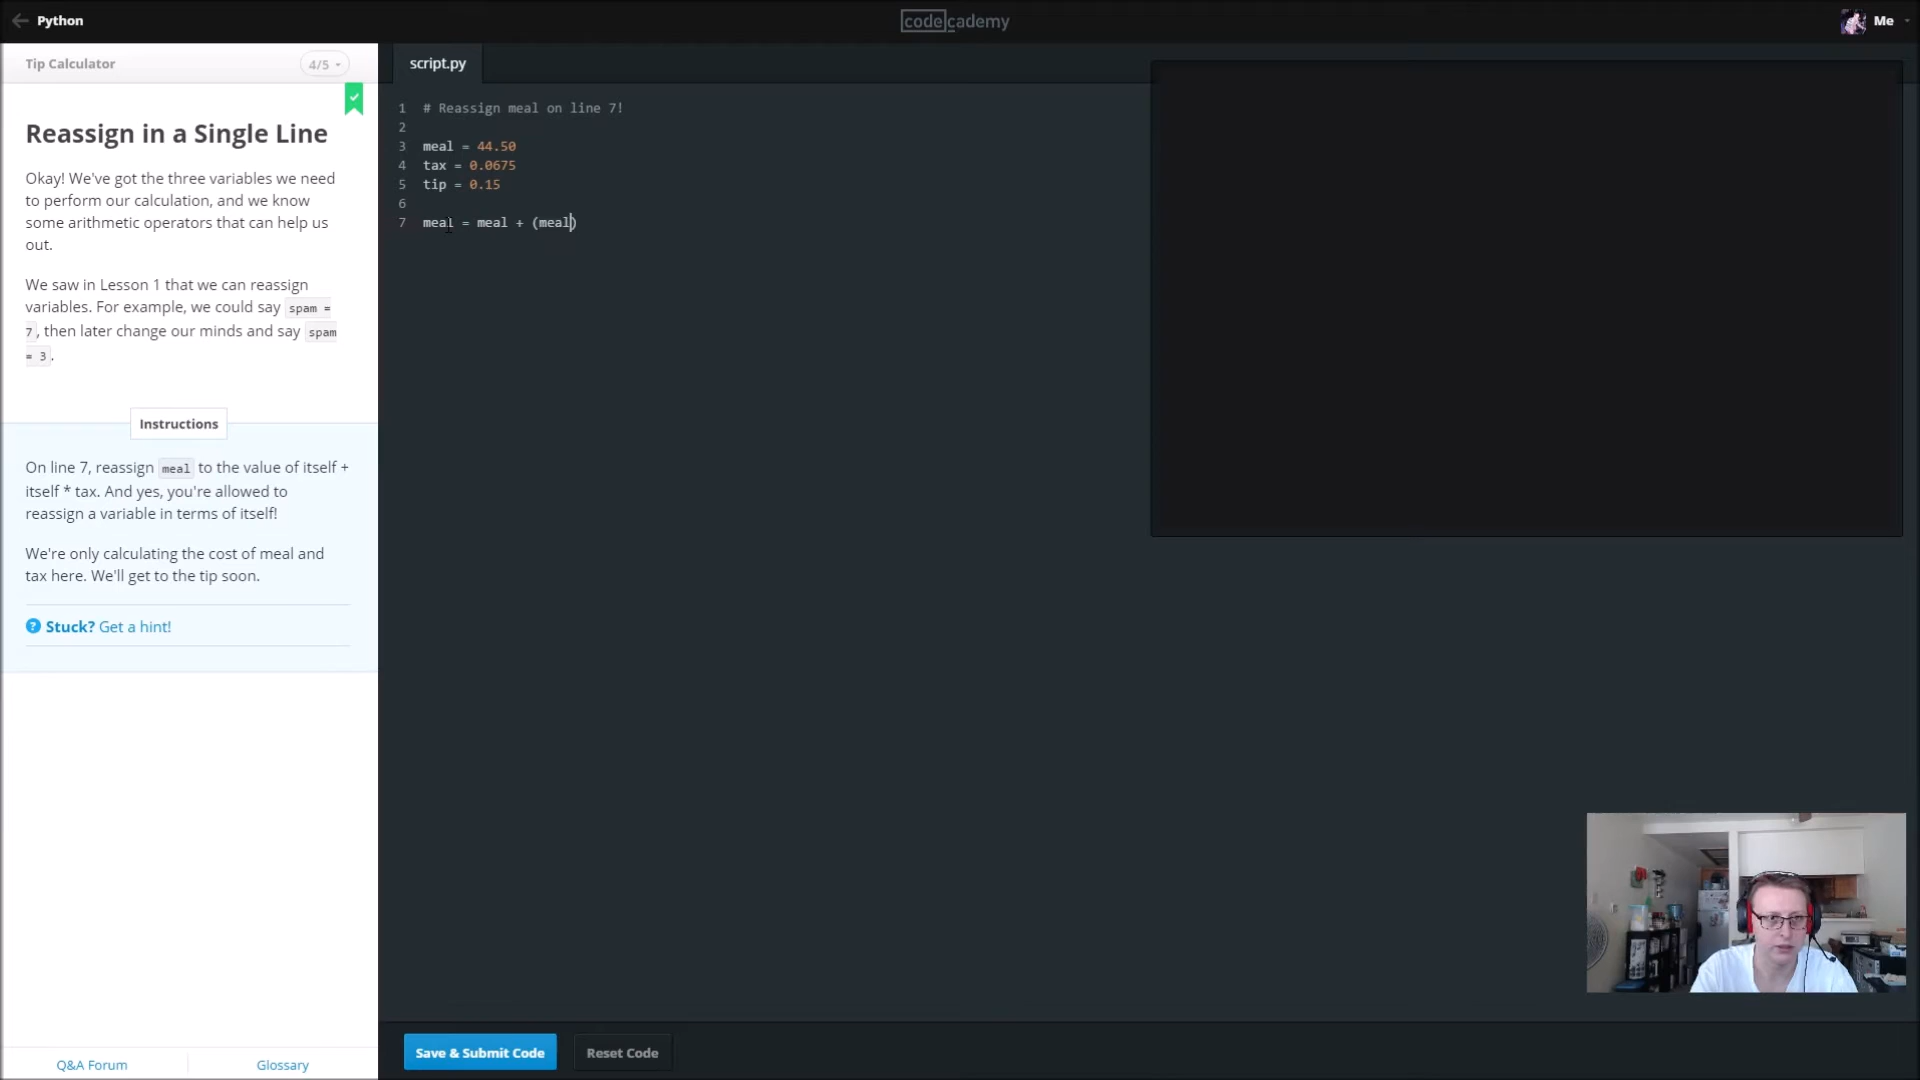 Python
codecademy
Me
Tip Calculator
4/5
script.py
Reassign in a Single Line
Okay! We've got the three variables we need
to perform our calculation, and we know
some arithmetic operators that can help us
out.
We saw in Lesson 1 that we can reassign
variables. For example, we could say spam =
7, then later change our minds and say spam
= 3.
Instructions
On line 7, reassign meal to the value of itself +
itself * tax. And yes, you're allowed to
reassign a variable in terms of itself!
We're only calculating the cost of meal and
tax here. We'll get to the tip soon.
? Stuck? Get a hint!
Q&A Forum
Glossary
1 # Reassign meal on line 7!
2
3 meal = 44.50
4 tax = 0.0675
5 tip = 0.15
6
7 meal = meal + (meal)
Save & Submit Code
Reset Code